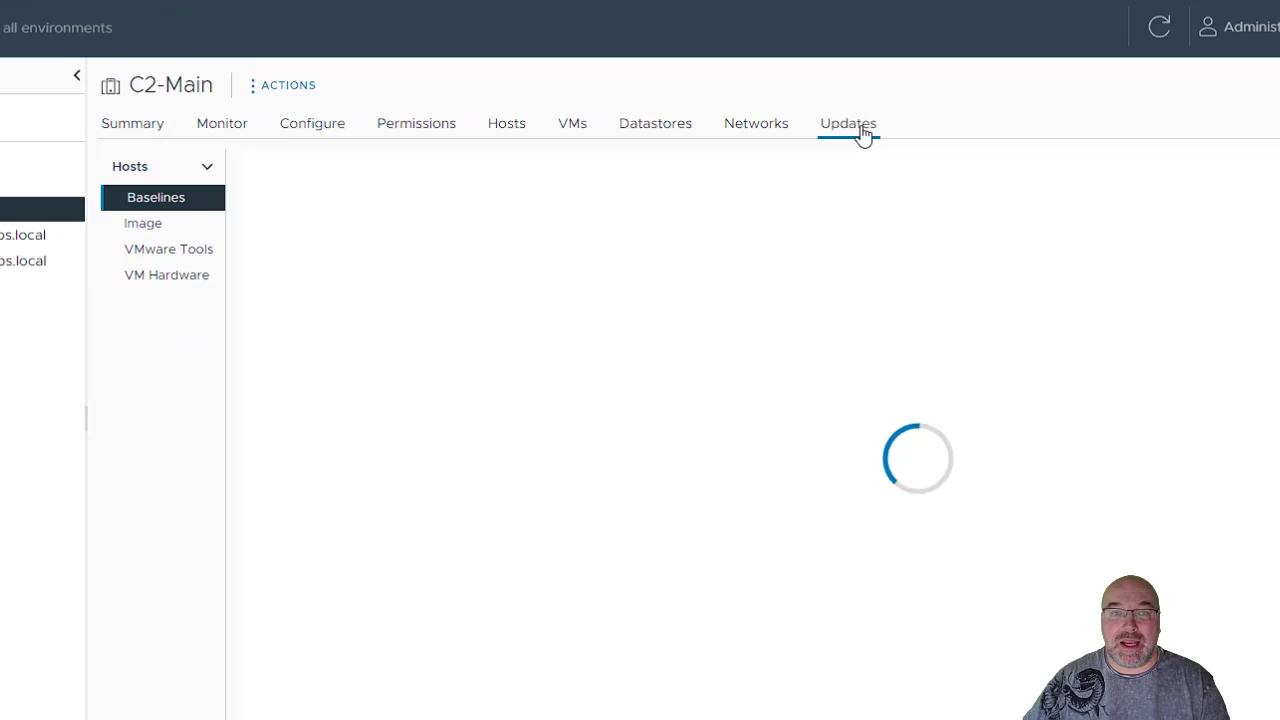 all environments
Administ
C2-Main
ACTIONS
Summary Monitor Configure Permissions Hosts VMs Datastores Networks Updates
Hosts
Baselines
Image
VMware Tools
VM Hardware
os.local
os.local